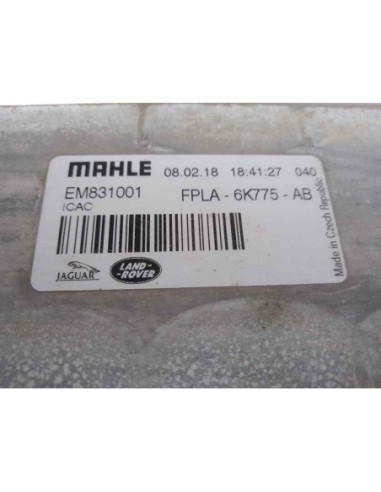 MAHLE 08.02.18 18:41:27 040
EM831001 FPLA - 6K775 - AB
ICAC
Made in Czech Republic
JAGUAR
LAND-
-ROVER